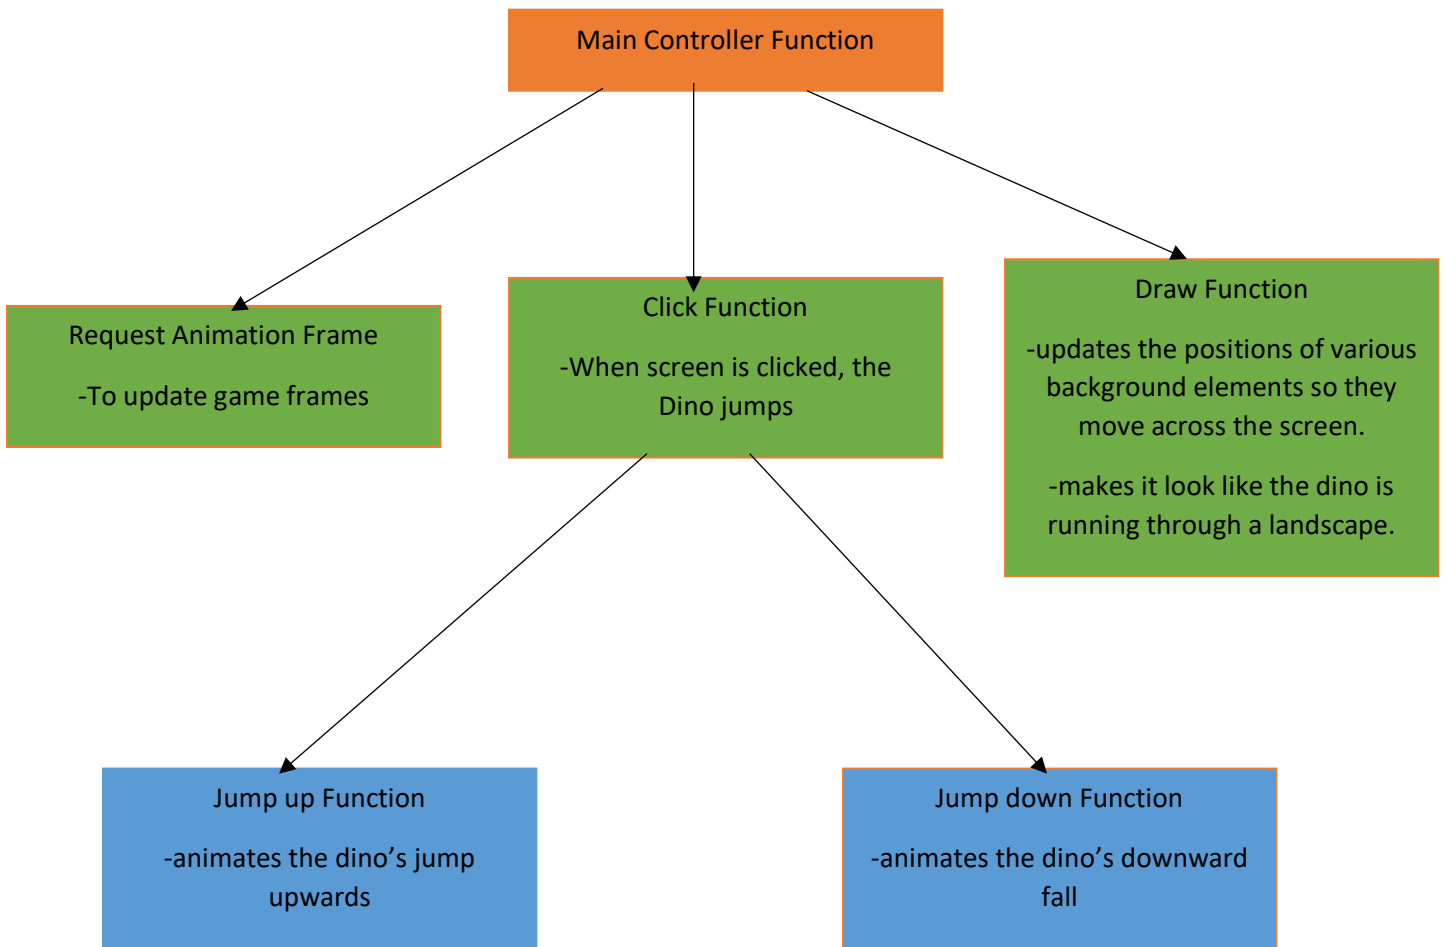 Main Controller Function
Request Animation Frame
-To update game frames
Click Function
-When screen is clicked, the
Dino jumps
Draw Function
-updates the positions of various
background elements so they
move across the screen.
-makes it look like the dino is
running through a landscape.
Jump up Function
-animates the dino’s jump
upwards
Jump down Function
-animates the dino’s downward
fall